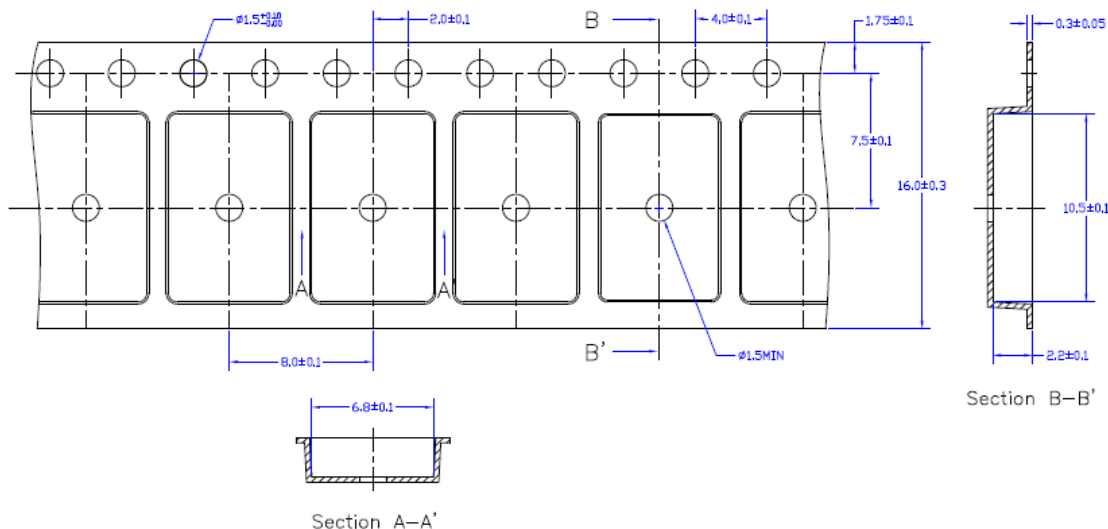 ø1.5+0.10-0.00
2.0±0.1
B
4.0±0.1
1.75±0.1
0.3±0.05
7.5±0.1
16.0±0.3
10.5±0.1
A
A
8.0±0.1
B'
ø1.5MIN
2.2±0.1
Section B-B'
6.8±0.1
Section A-A'